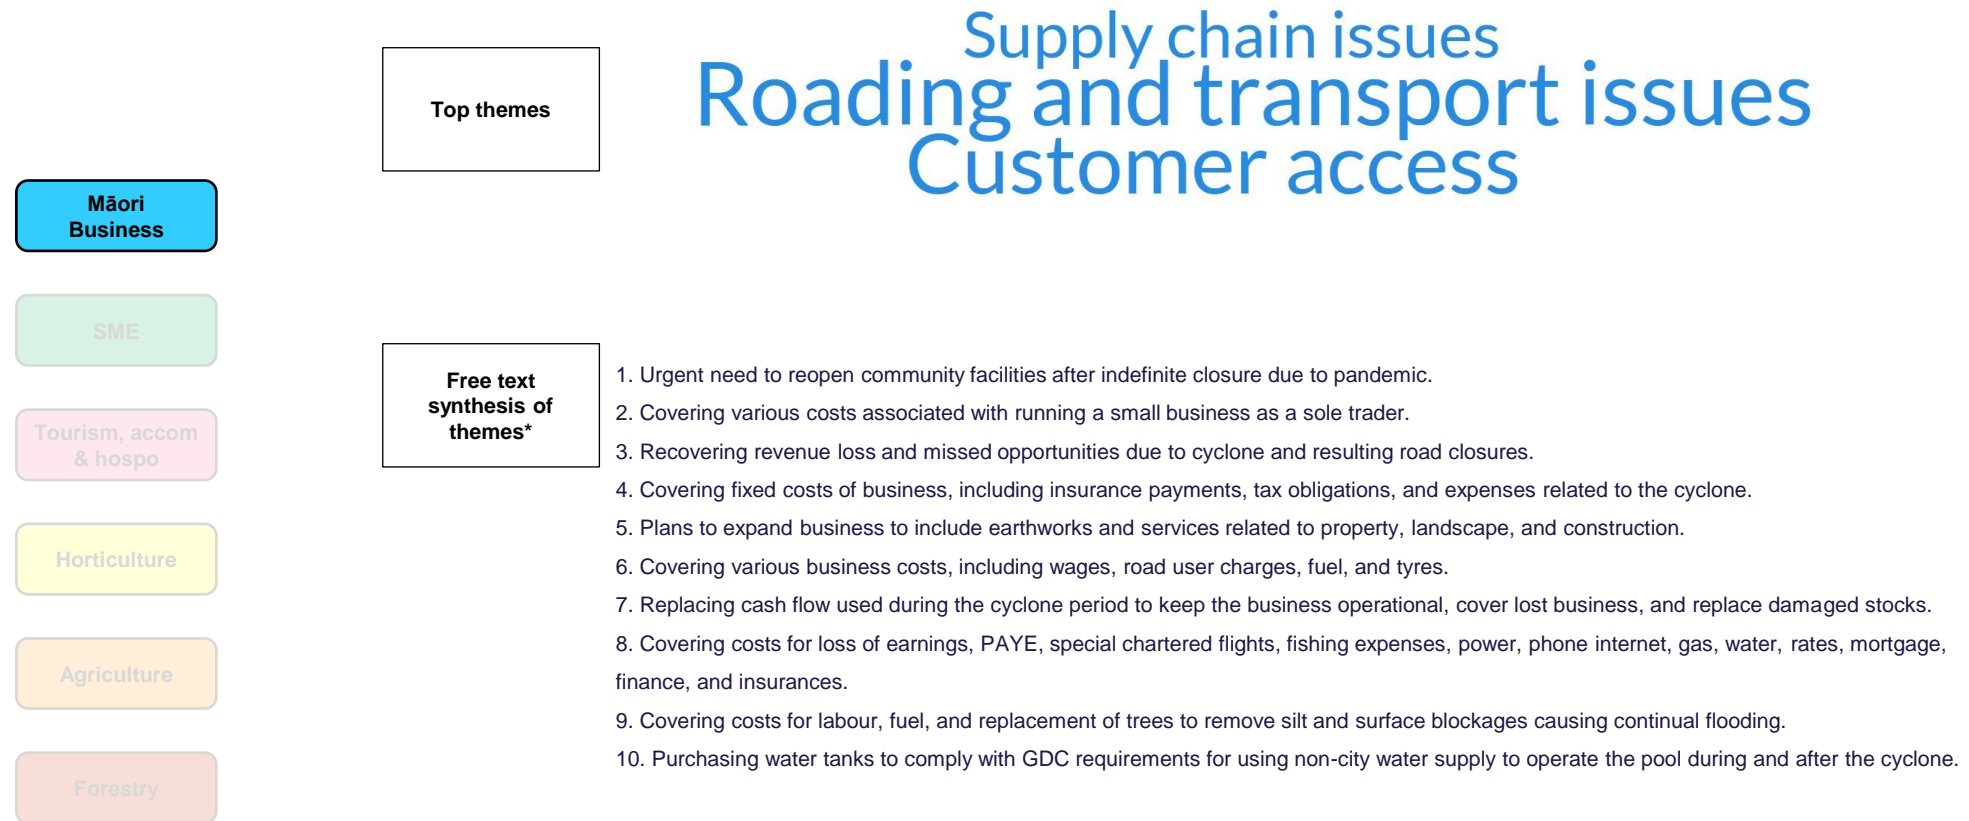 Supply chain issues
Roading and transport issues
Customer access
Top themes
Māori
Business
SME
Tourism, accom
& hospo
Horticulture
Agriculture
Forestry
Free text
synthesis of
themes*
1. Urgent need to reopen community facilities after indefinite closure due to pandemic.
2. Covering various costs associated with running a small business as a sole trader.
3. Recovering revenue loss and missed opportunities due to cyclone and resulting road closures.
4. Covering fixed costs of business, including insurance payments, tax obligations, and expenses related to the cyclone.
5. Plans to expand business to include earthworks and services related to property, landscape, and construction.
6. Covering various business costs, including wages, road user charges, fuel, and tyres.
7. Replacing cash flow used during the cyclone period to keep the business operational, cover lost business, and replace damaged stocks.
8. Covering costs for loss of earnings, PAYE, special chartered flights, fishing expenses, power, phone internet, gas, water, rates, mortgage,
finance, and insurances.
9. Covering costs for labour, fuel, and replacement of trees to remove silt and surface blockages causing continual flooding.
10. Purchasing water tanks to comply with GDC requirements for using non-city water supply to operate the pool during and after the cyclone.